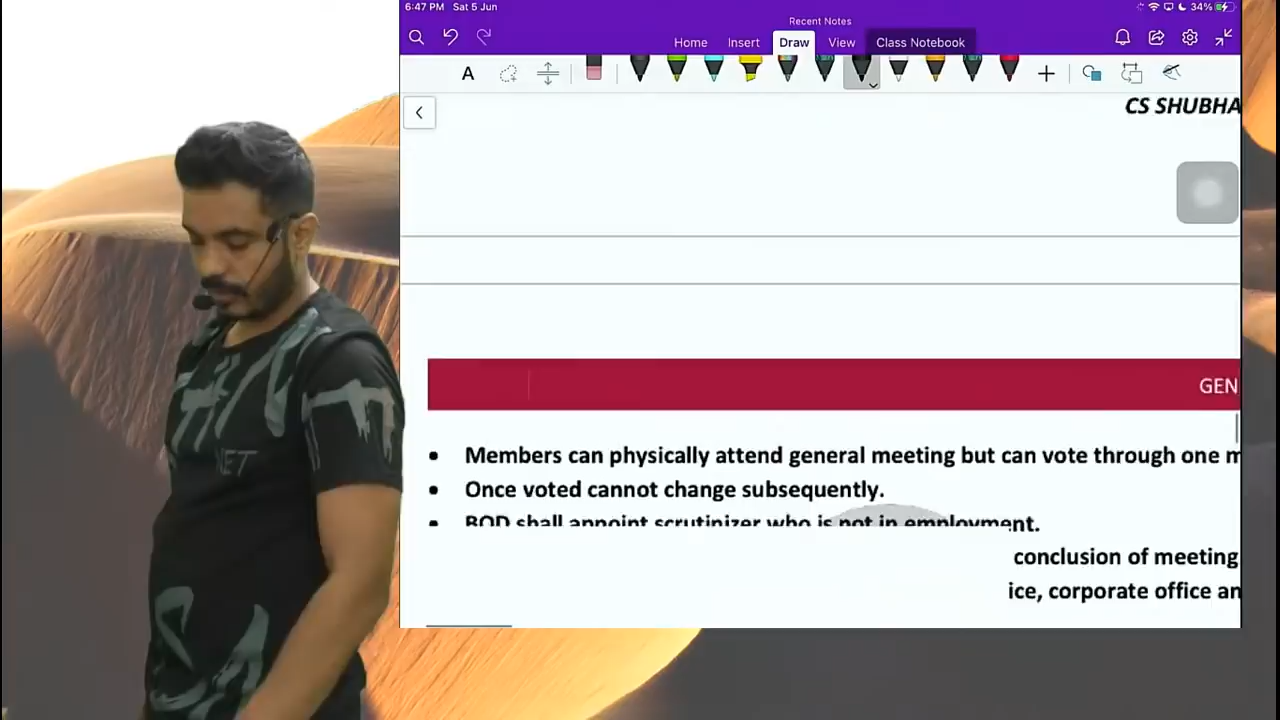 6:47 PM Sat 5 Jun
34%
Recent Notes
Home Insert Draw View Class Notebook
A
CS SHUBHA
GEN
• Members can physically attend general meeting but can vote through one m
• Once voted cannot change subsequently.
• BOD shall appoint scrutinizer who is not in employment.
conclusion of meeting
ice, corporate office an